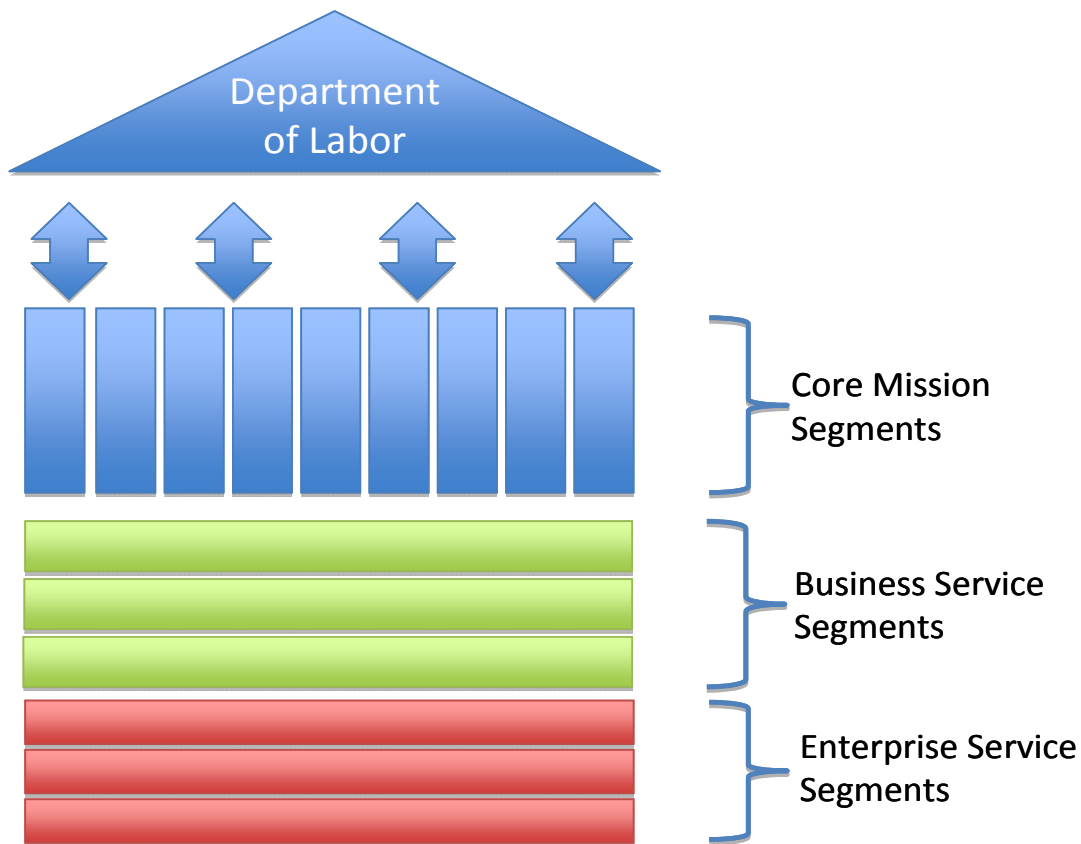 Department
of Labor
Core Mission
Segments
Business Service
Segments
Enterprise Service
Segments